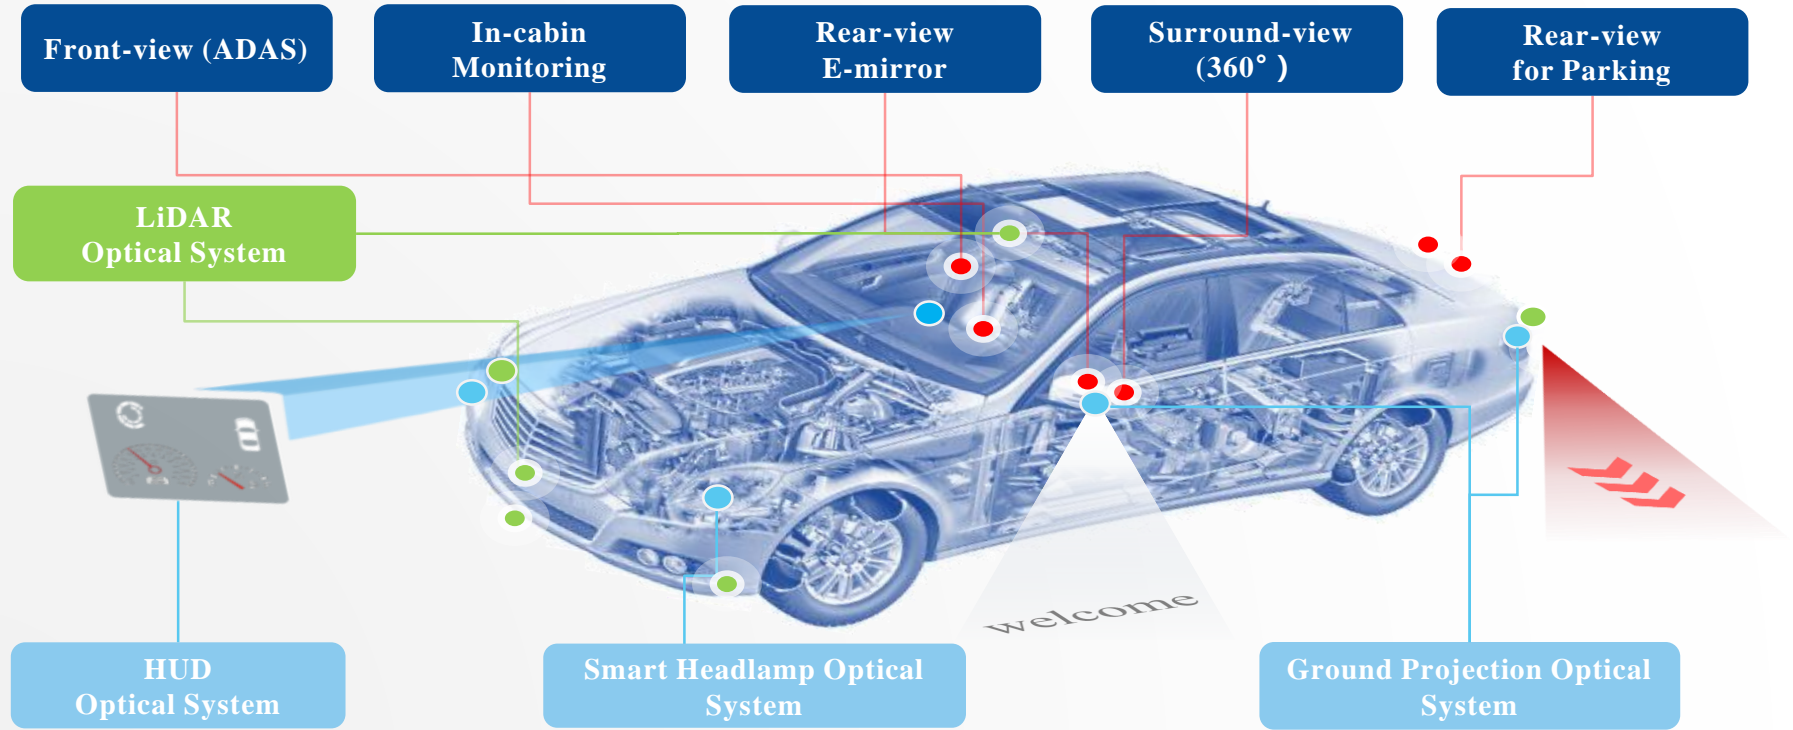 Front-view (ADAS)
In-cabin
Monitoring
Rear-view
E-mirror
Surround-view
(360° )
Rear-view
for Parking
LiDAR
Optical System
welcome
HUD
Optical System
Smart Headlamp Optical
System
Ground Projection Optical
System